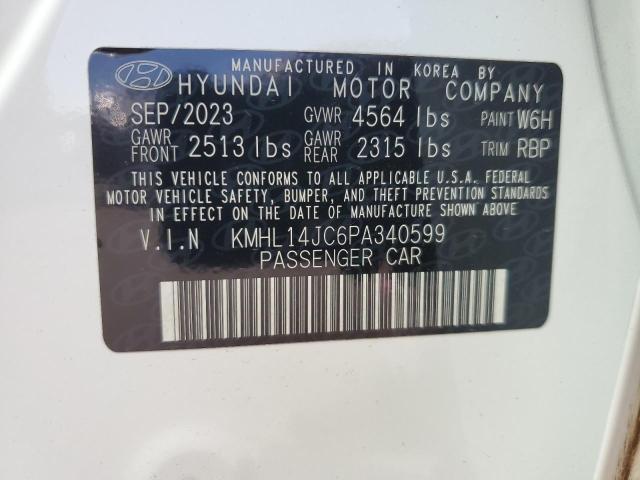 MANUFACTURED IN KOREA BY
HYUNDAI MOTOR COMPANY
SEP/2023 GVWR 4564 lbs PAINT W6H
GAWR FRONT 2513 lbs GAWR REAR 2315 lbs TRIM RBP
THIS VEHICLE CONFORMS TO ALL APPLICABLE U.S.A. FEDERAL
MOTOR VEHICLE SAFETY, BUMPER, AND THEFT PREVENTION STANDARDS
IN EFFECT ON THE DATE OF MANUFACTURE SHOWN ABOVE
V.I.N KMHL14JC6PA340599
PASSENGER CAR